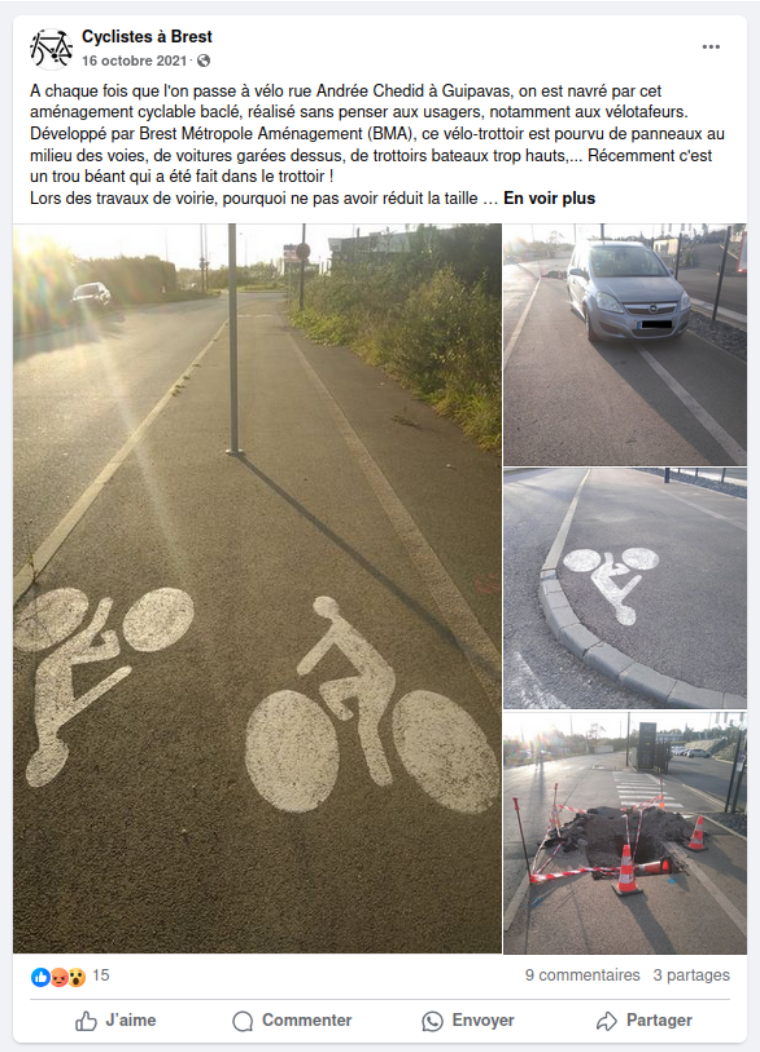 Cyclistes à Brest
16 octobre 2021 ·
A chaque fois que l'on passe à vélo rue Andrée Chedid à Guipavas, on est navré par cet
aménagement cyclable baclé, réalisé sans penser aux usagers, notamment aux vélotafeurs.
Développé par Brest Métropole Aménagement (BMA), ce vélo-trottoir est pourvu de panneaux au
milieu des voies, de voitures garées dessus, de trottoirs bateaux trop hauts,... Récemment c'est
un trou béant qui a été fait dans le trottoir !
Lors des travaux de voirie, pourquoi ne pas avoir réduit la taille … En voir plus
15
9 commentaires 3 partages
J'aime Commenter Envoyer Partager